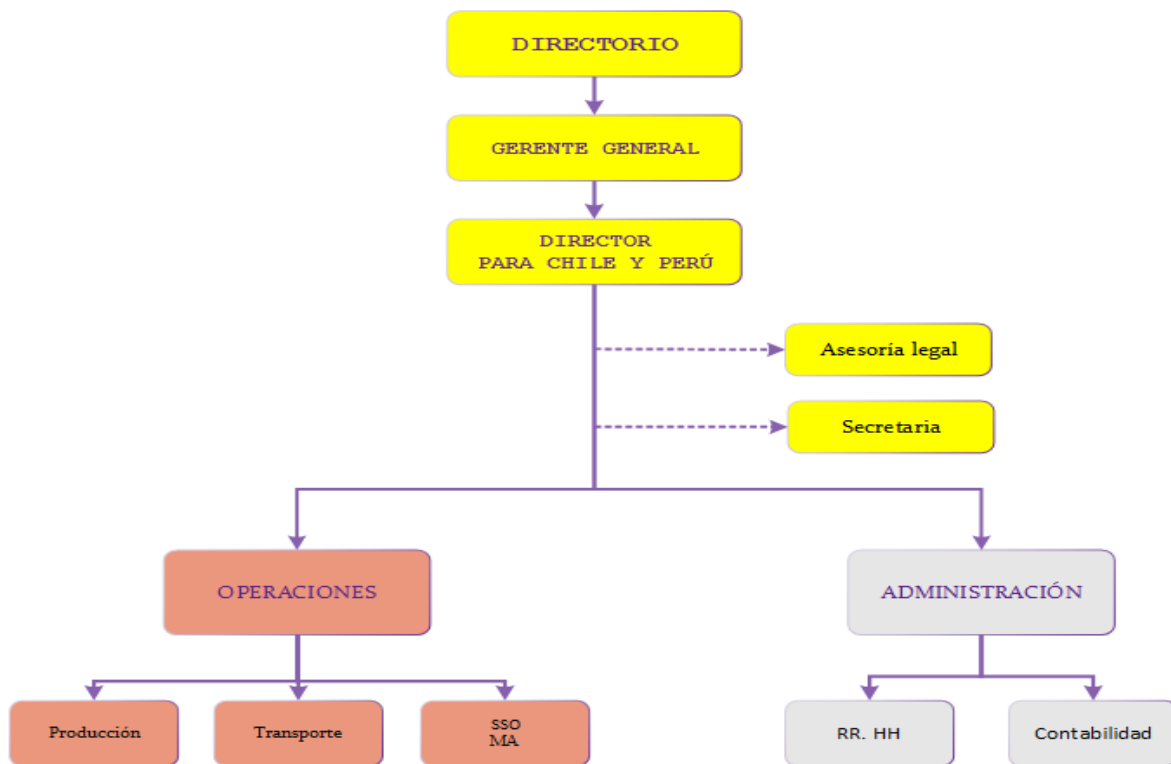 DIRECTORIO
GERENTE GENERAL
DIRECTOR
PARA CHILE Y PERÚ
Asesoría legal
Secretaria
OPERACIONES
ADMINISTRACIÓN
Producción
Transporte
SSO
MA
RR. HH
Contabilidad